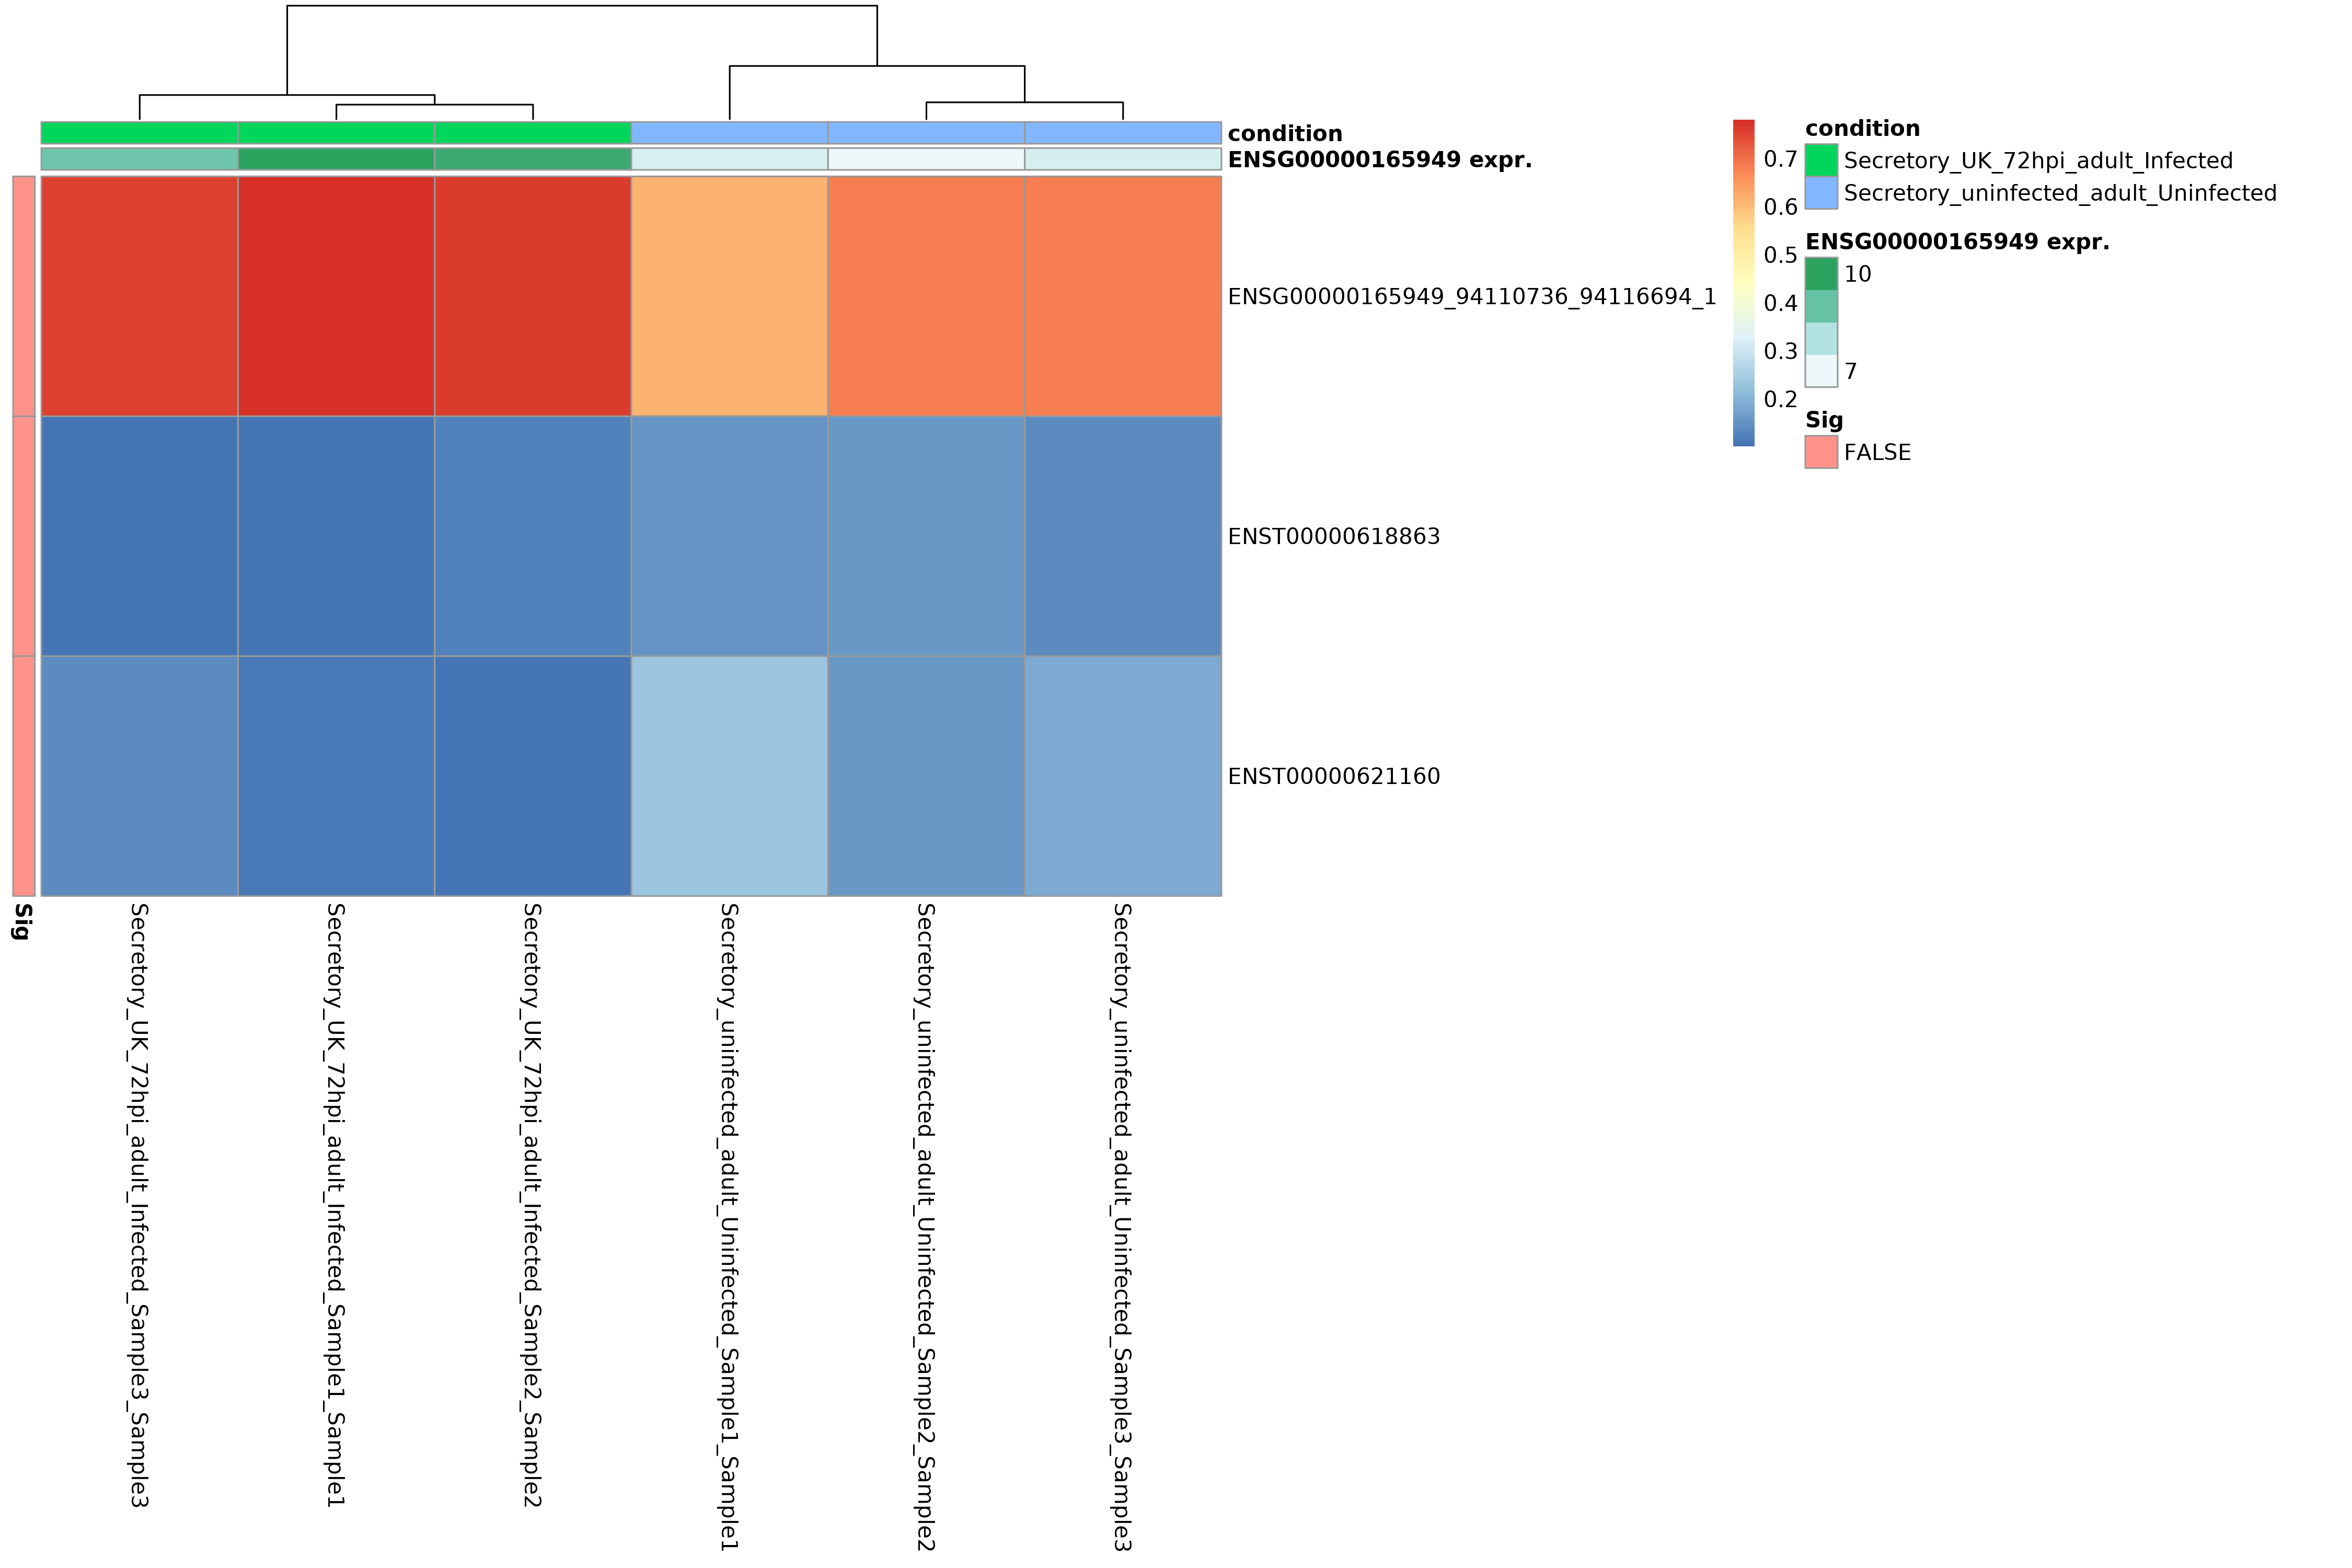 condition
ENSG00000165949 expr.
ENSG00000165949_94110736_94116694_1
ENST00000618863
ENST00000621160
Sig
Secretory_UK_72hpi_adult_Infected_Sample3_Sample3
Secretory_UK_72hpi_adult_Infected_Sample1_Sample1
Secretory_UK_72hpi_adult_Infected_Sample2_Sample2
Secretory_uninfected_adult_Uninfected_Sample1_Sample1
Secretory_uninfected_adult_Uninfected_Sample2_Sample2
Secretory_uninfected_adult_Uninfected_Sample3_Sample3
0.7
0.6
0.5
0.4
0.3
0.2
condition
Secretory_UK_72hpi_adult_Infected
Secretory_uninfected_adult_Uninfected
ENSG00000165949 expr.
10
7
Sig
FALSE